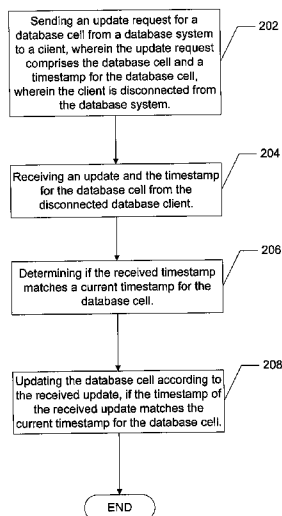 Sending an update request for a
database cell from a database system
to a client, wherein the update request
comprises the database cell and a
timestamp for the database cell,
wherein the client is disconnected from
the database system.
202
Receiving an update and the timestamp
for the database cell from the
disconnected database client.
204
Determining if the received timestamp
matches a current timestamp for the
database cell.
206
Updating the database cell according to
the received update, if the timestamp of
the received update matches the
current timestamp for the database cell.
208
END